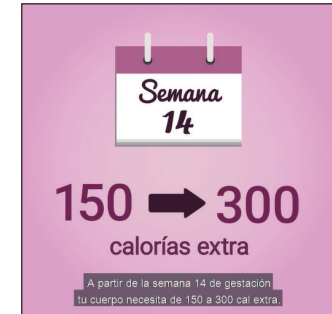 Semana
14
150 ➡ 300
calorías extra
A partir de la semana 14 de gestación
tu cuerpo necesita de 150 a 300 cal extra,